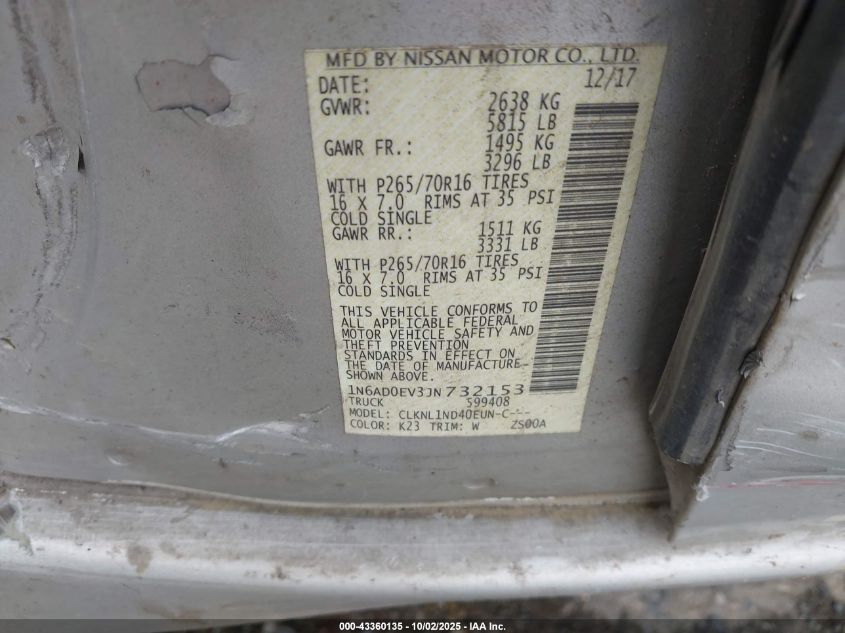 MFD BY NISSAN MOTOR CO., LTD.
DATE: 12/17
GVWR: 2638 KG
5815 LB
GAWR FR.: 1495 KG
3296 LB
WITH P265/70R16 TIRES
16 X 7.0 RIMS AT 35 PSI
COLD SINGLE
GAWR RR.: 1511 KG
3331 LB
WITH P265/70R16 TIRES
16 X 7.0 RIMS AT 35 PSI
COLD SINGLE
THIS VEHICLE CONFORMS TO
ALL APPLICABLE FEDERAL
MOTOR VEHICLE SAFETY AND
THEFT PREVENTION
STANDARDS IN EFFECT ON
THE DATE OF MANUFACTURE
SHOWN ABOVE.
1N6AD0EV3JN732153
TRUCK 599408
MODEL: CLKNL1ND40EUN-C---
COLOR: K23 TRIM: W ZS00A
000-43360135 - 10/02/2025 - IAA Inc.